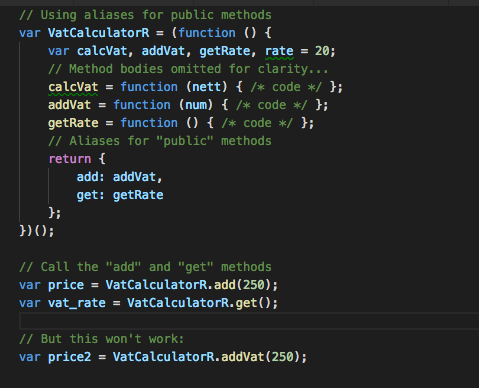 // Using aliases for public methods
var VatCalculatorR = (function () {
    var calcVat, addVat, getRate, rate = 20;
    // Method bodies omitted for clarity...
    calcVat = function (nett) { /* code */ };
    addVat = function (num) { /* code */ };
    getRate = function () { /* code */ };
    // Aliases for "public" methods
    return {
        add: addVat,
        get: getRate
    };
})();
// Call the "add" and "get" methods
var price = VatCalculatorR.add(250);
var vat_rate = VatCalculatorR.get();
// But this won't work:
var price2 = VatCalculatorR.addVat(250);